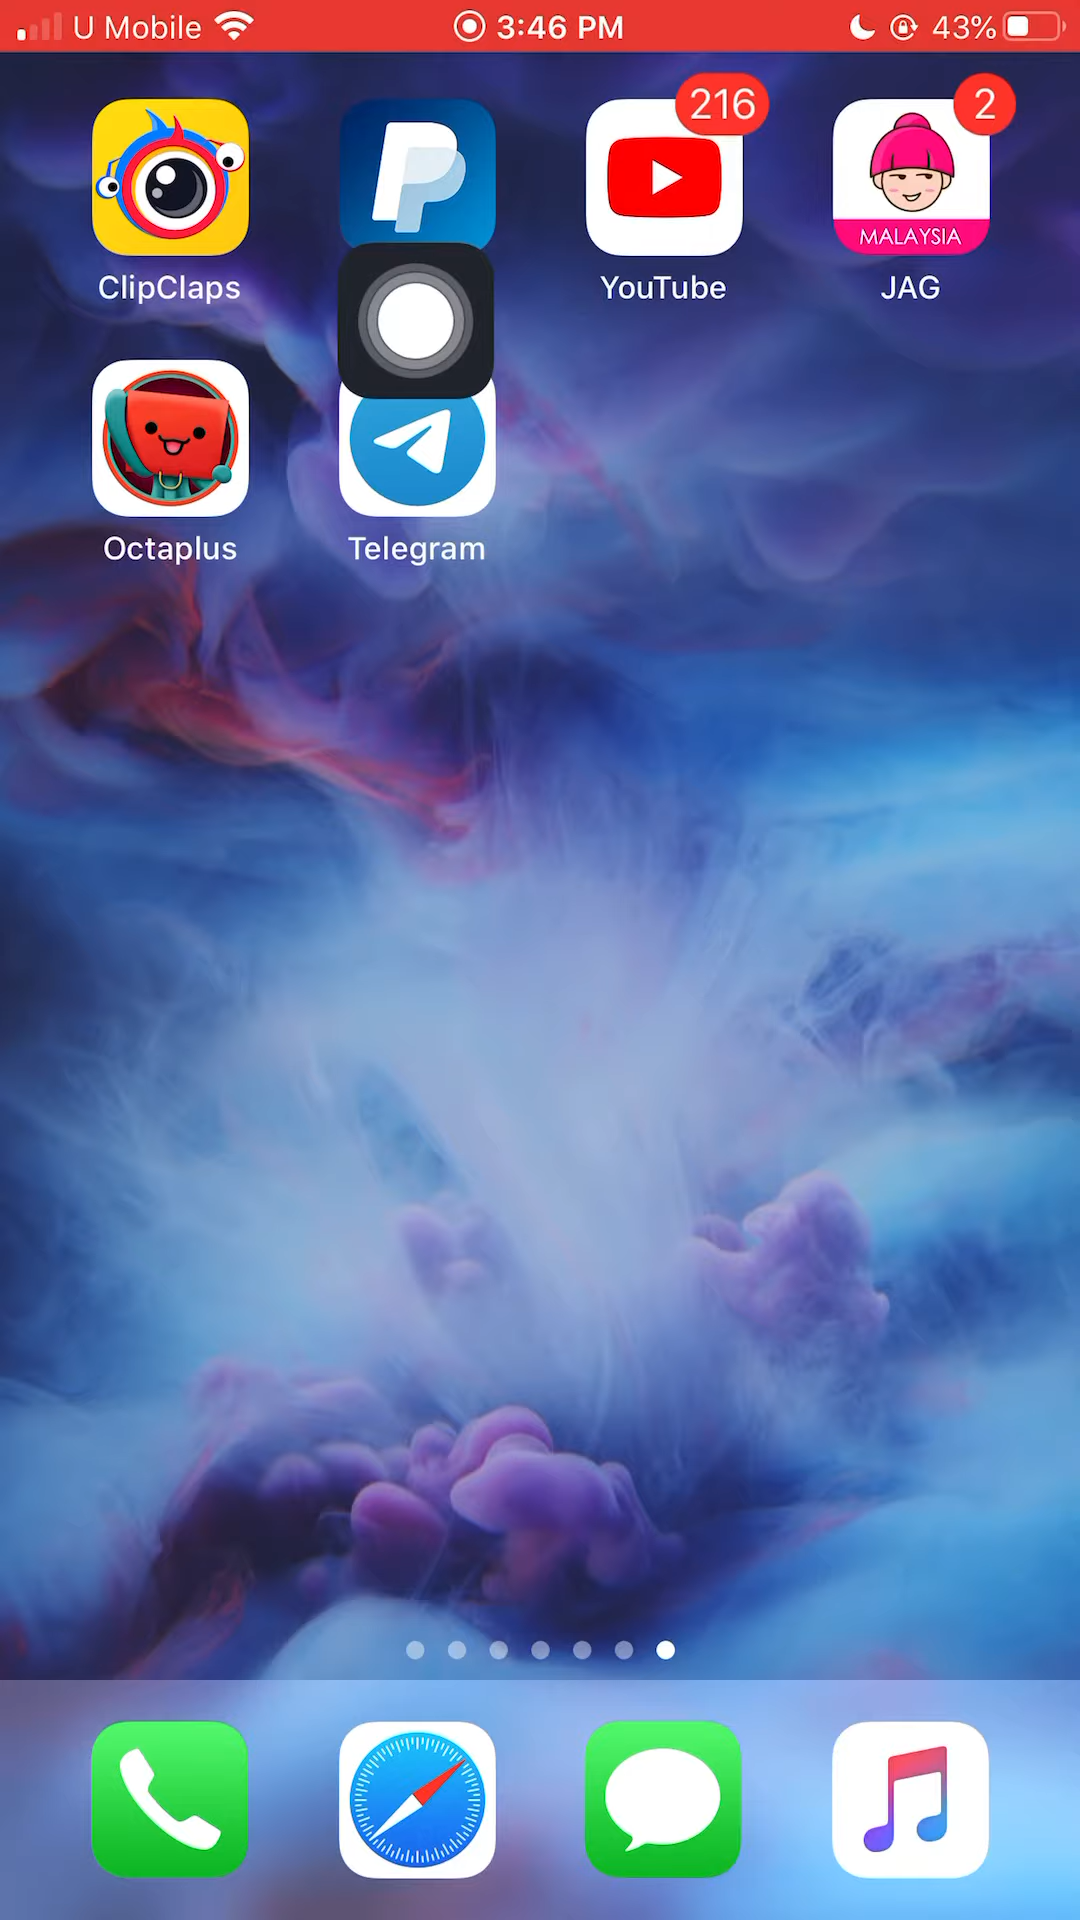 U Mobile 3:46 PM 43%
216
2
MALAYSIA
ClipClaps YouTube JAG
Octaplus Telegram